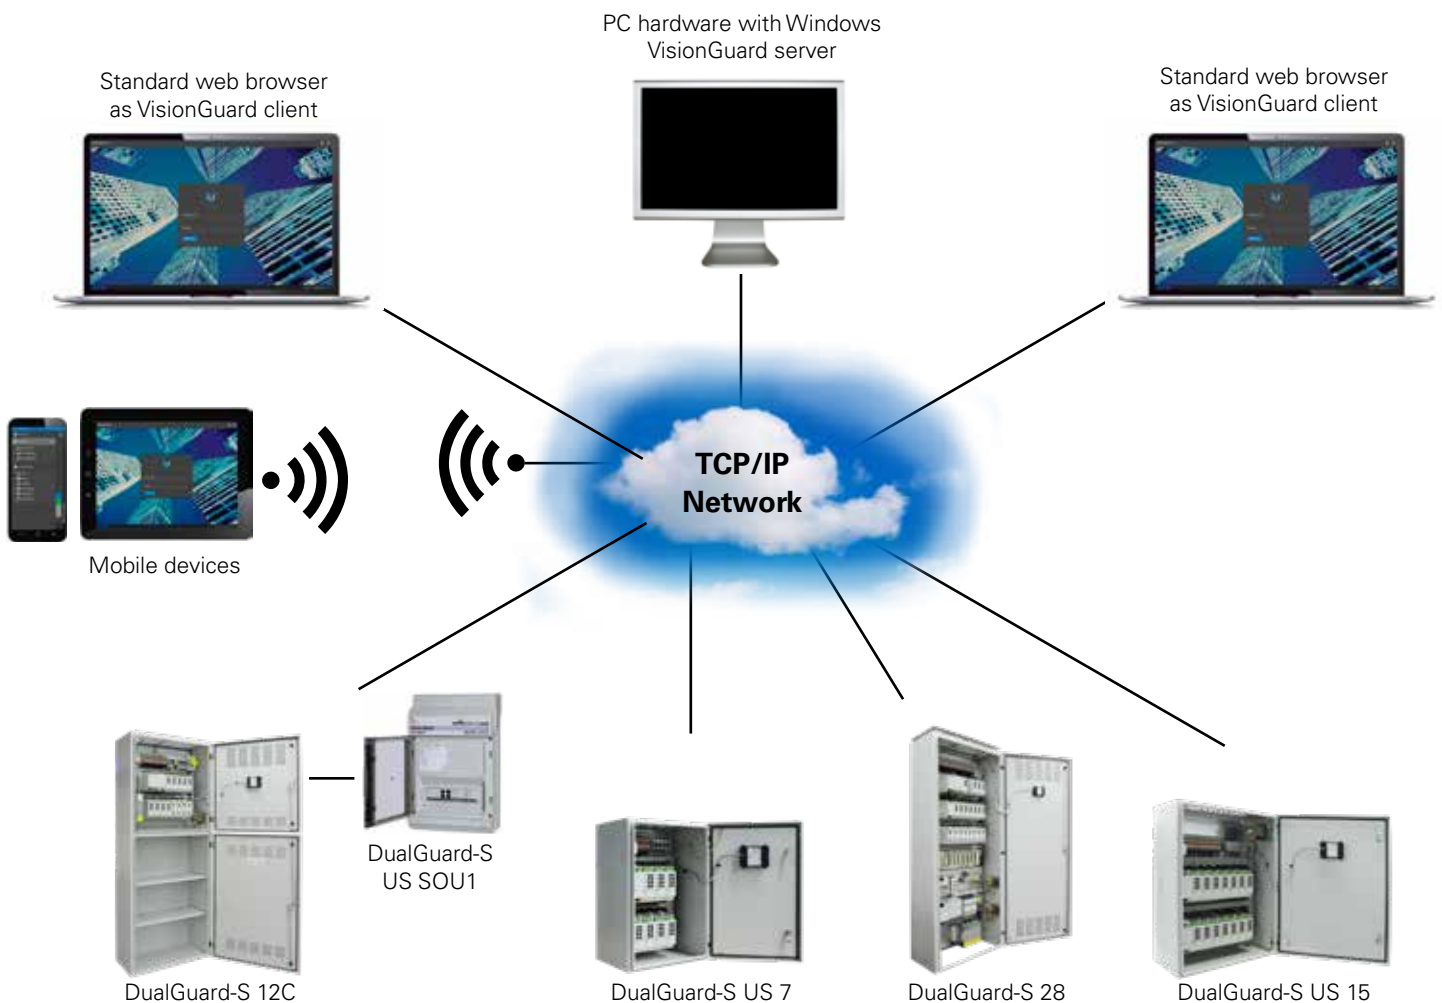 PC hardware with Windows
VisionGuard server
Standard web browser
as VisionGuard client
Standard web browser
as VisionGuard client
TCP/IP
Network
Mobile devices
DualGuard-S
US SOU1
DualGuard-S 12C
DualGuard-S US 7
DualGuard-S 28
DualGuard-S US 15